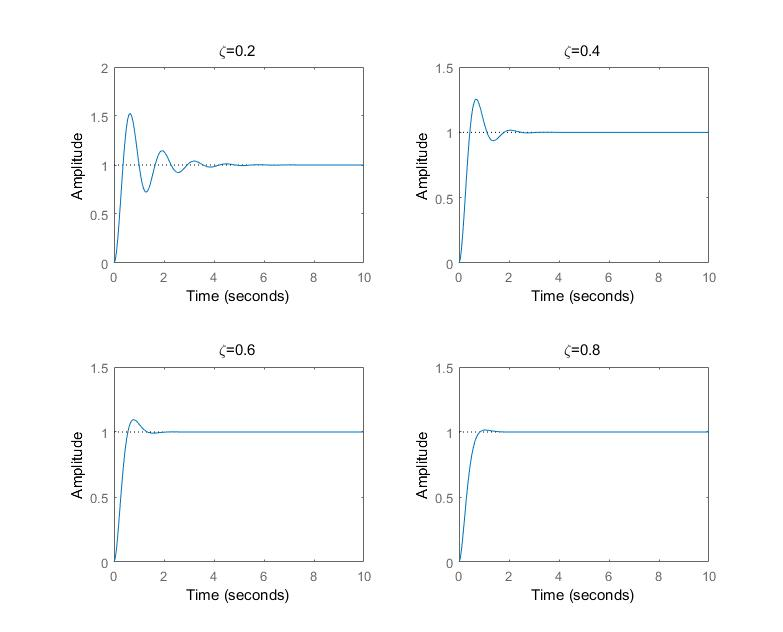 ζ=0.2
2
1.5
1
0.5
0
0 2 4 6 8 10
Amplitude
Time (seconds)
ζ=0.4
1.5
1
0.5
0
0 2 4 6 8 10
Amplitude
Time (seconds)
ζ=0.6
1.5
1
0.5
0
0 2 4 6 8 10
Amplitude
Time (seconds)
ζ=0.8
1.5
1
0.5
0
0 2 4 6 8 10
Amplitude
Time (seconds)